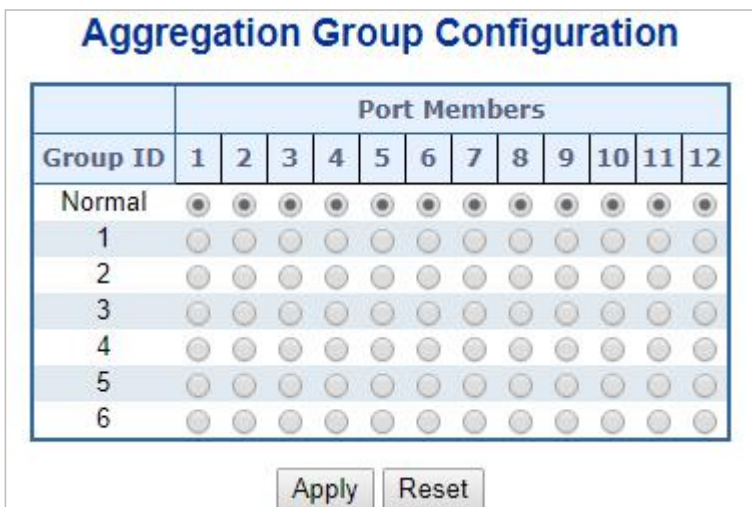 Aggregation Group Configuration
Port Members
Group ID 1 2 3 4 5 6 7 8 9 10 11 12
Normal
1
2
3
4
5
6
Apply Reset